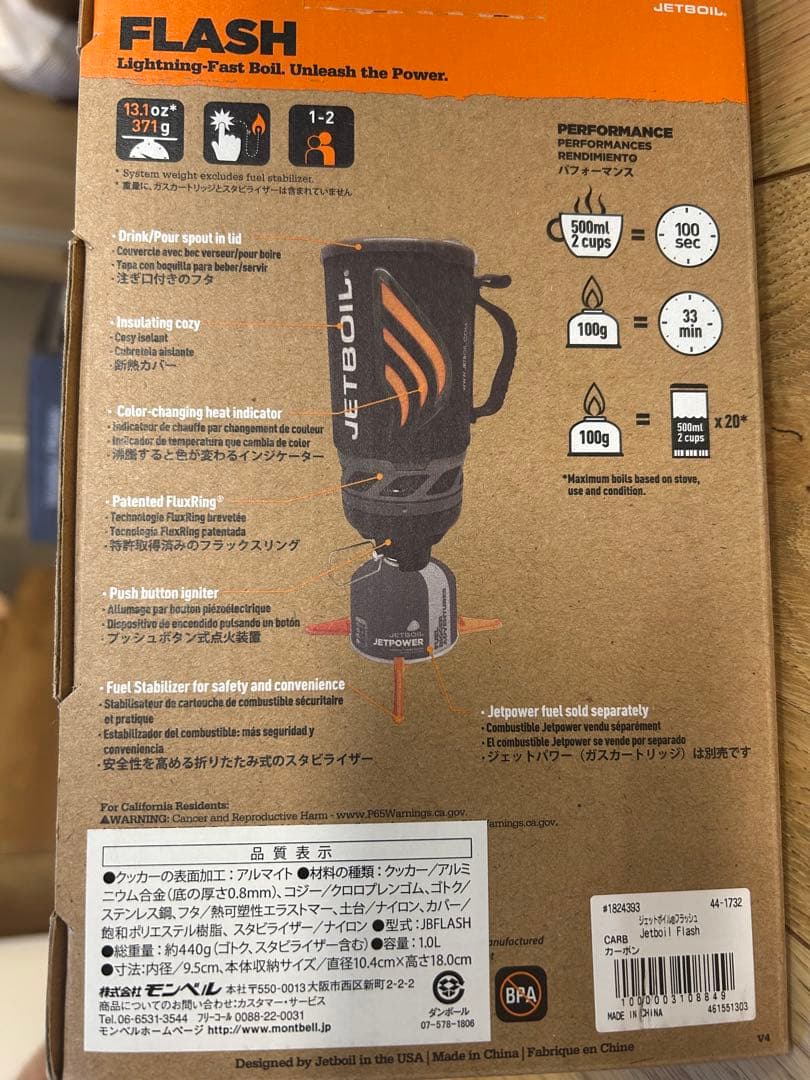 JETBOIL®
FLASH
Lightning-Fast Boil. Unleash the Power.
13.1oz*
371g
1-2
* System weight excludes fuel stabilizer.
* 重量に、ガスカートリッジとスタビライザーは含まれていません
PERFORMANCE
PERFORMANCES
RENDIMIENTO
パフォーマンス
500ml
2 cups
=
100
sec
100g
=
33
min
100g
=
500ml
2 cups
x 20*
*Maximum boils based on stove,
use and condition.
· Drink/Pour spout in lid
· Couvercle avec bec verseur/pour boire
· Tapa con boquilla para beber/servir
· 注ぎ口付きのフタ
· Insulating cozy
· Cosy isolant
· Cubretela aislante
· 断熱カバー
· Color-changing heat indicator
· Indicateur de chauffe par changement de couleur
· Indicador de temperatura que cambia de color
· 沸騰すると色が変わるインジケーター
· Patented FluxRing®
· Technologie FluxRing brevetée
· Tecnología FluxRing patentada
· 特許取得済みのフラックスリング
· Push button igniter
· Allumage par bouton piézoélectrique
· Dispositivo de encendido pulsando un botón
· プッシュボタン式点火装置
· Fuel Stabilizer for safety and convenience
· Stabilisateur de cartouche de combustible sécuritaire
et pratique
· Estabilizador del combustible: más seguridad y
conveniencia
· 安全性を高める折りたたみ式のスタビライザー
JETBOIL®
JETBOIL
JETPOWER
· Jetpower fuel sold separately
· Combustible Jetpower vendu séparément
· El combustible Jetpower se vende por separado
· ジェットパワー（ガスカートリッジ）は別売です
For California Residents:
▲WARNING: Cancer and Reproductive Harm - www.P65Warnings.ca.gov.
arnings.ca.gov.
品質表示
●クッカーの表面加工：アルマイト ●材料の種類：クッカー／アルミ
ニウム合金（底の厚さ0.8mm）、コジー／クロロプレンゴム、ゴトク／
ステンレス鋼、フタ／熱可塑性エラストマー、土台／ナイロン、カバー／
飽和ポリエステル樹脂、スタビライザー／ナイロン ●型式：JBFLASH
●総重量：約440g（ゴトク、スタビライザー含む） ●容量：1.0L
●寸法：内径／9.5cm、本体収納サイズ／直径10.4cm×高さ18.0cm
株式会社 モンベル 本社〒550-0013 大阪市西区新町2-2-2
商品についてのお問い合わせ：カスタマー・サービス
Tel.06-6531-3544 フリーコール 0088-22-0031
モンベルホームページ http://www.montbell.jp/
ダンボール
07-578-1806
anufactured
BPA
#1824393 44-1732
ジェットボイル®フラッシュ
CARB Jetboil Flash
カーボン
1000003108849
MADE IN CHINA 461551303
V4
Designed by Jetboil in the USA | Made in China | Fabriqué en Chine